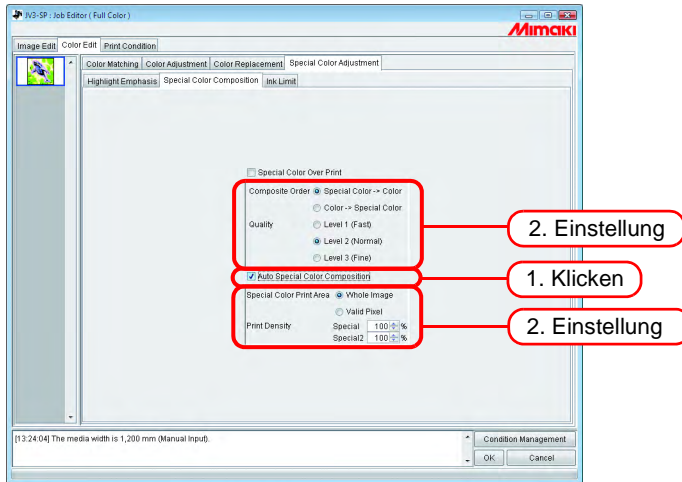 JV3-SP : Job Editor ( Full Color )
Mimaki
Image Edit Color Edit Print Condition
Color Matching Color Adjustment Color Replacement Special Color Adjustment
Highlight Emphasis Special Color Composition Ink Limit
Special Color Over Print
Composite Order Special Color -> Color
Color -> Special Color
Quality Level 1 (Fast)
Level 2 (Normal)
Level 3 (Fine)
2. Einstellung
Auto Special Color Composition
1. Klicken
Special Color Print Area Whole Image
Valid Pixel
Print Density Special 100 %
Special2 100 %
2. Einstellung
[13:24:04] The media width is 1,200 mm (Manual Input).
Condition Management
OK Cancel